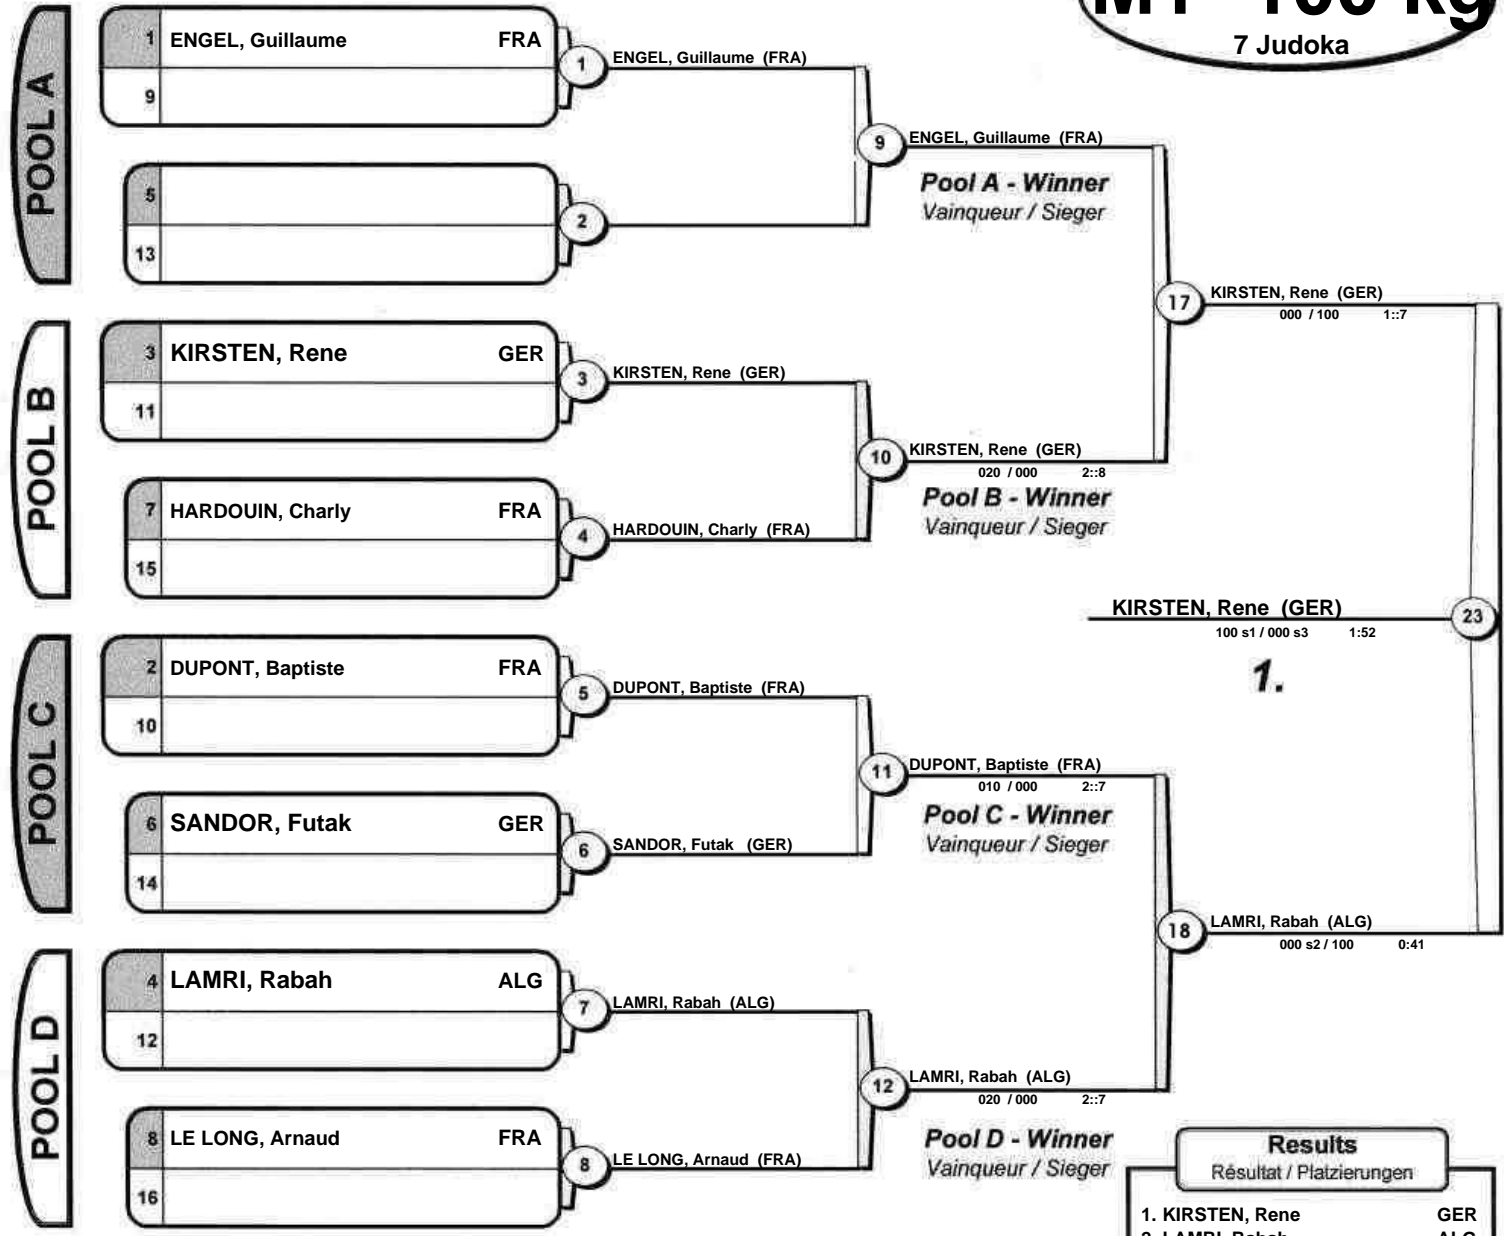 M1 -100 kg
7 Judoka
POOL A
1 ENGEL, Guillaume FRA
9
5
13
1 ENGEL, Guillaume (FRA)
2
9 ENGEL, Guillaume (FRA)
Pool A - Winner
Vainqueur / Sieger
POOL B
3 KIRSTEN, Rene GER
11
7 HARDOUIN, Charly FRA
15
3 KIRSTEN, Rene (GER)
4 HARDOUIN, Charly (FRA)
10 KIRSTEN, Rene (GER)
020 / 000 2::8
Pool B - Winner
Vainqueur / Sieger
17 KIRSTEN, Rene (GER)
000 / 100 1::7
POOL C
2 DUPONT, Baptiste FRA
10
6 SANDOR, Futak GER
14
5 DUPONT, Baptiste (FRA)
6 SANDOR, Futak (GER)
11 DUPONT, Baptiste (FRA)
010 / 000 2::7
Pool C - Winner
Vainqueur / Sieger
POOL D
4 LAMRI, Rabah ALG
12
8 LE LONG, Arnaud FRA
16
7 LAMRI, Rabah (ALG)
8 LE LONG, Arnaud (FRA)
12 LAMRI, Rabah (ALG)
020 / 000 2::7
Pool D - Winner
Vainqueur / Sieger
18 LAMRI, Rabah (ALG)
000 s2 / 100 0:41
KIRSTEN, Rene (GER) 23
100 s1 / 000 s3 1:52
1.
Results
Résultat / Platzierungen
1. KIRSTEN, Rene GER
2. LAMRI, Rabah ALG